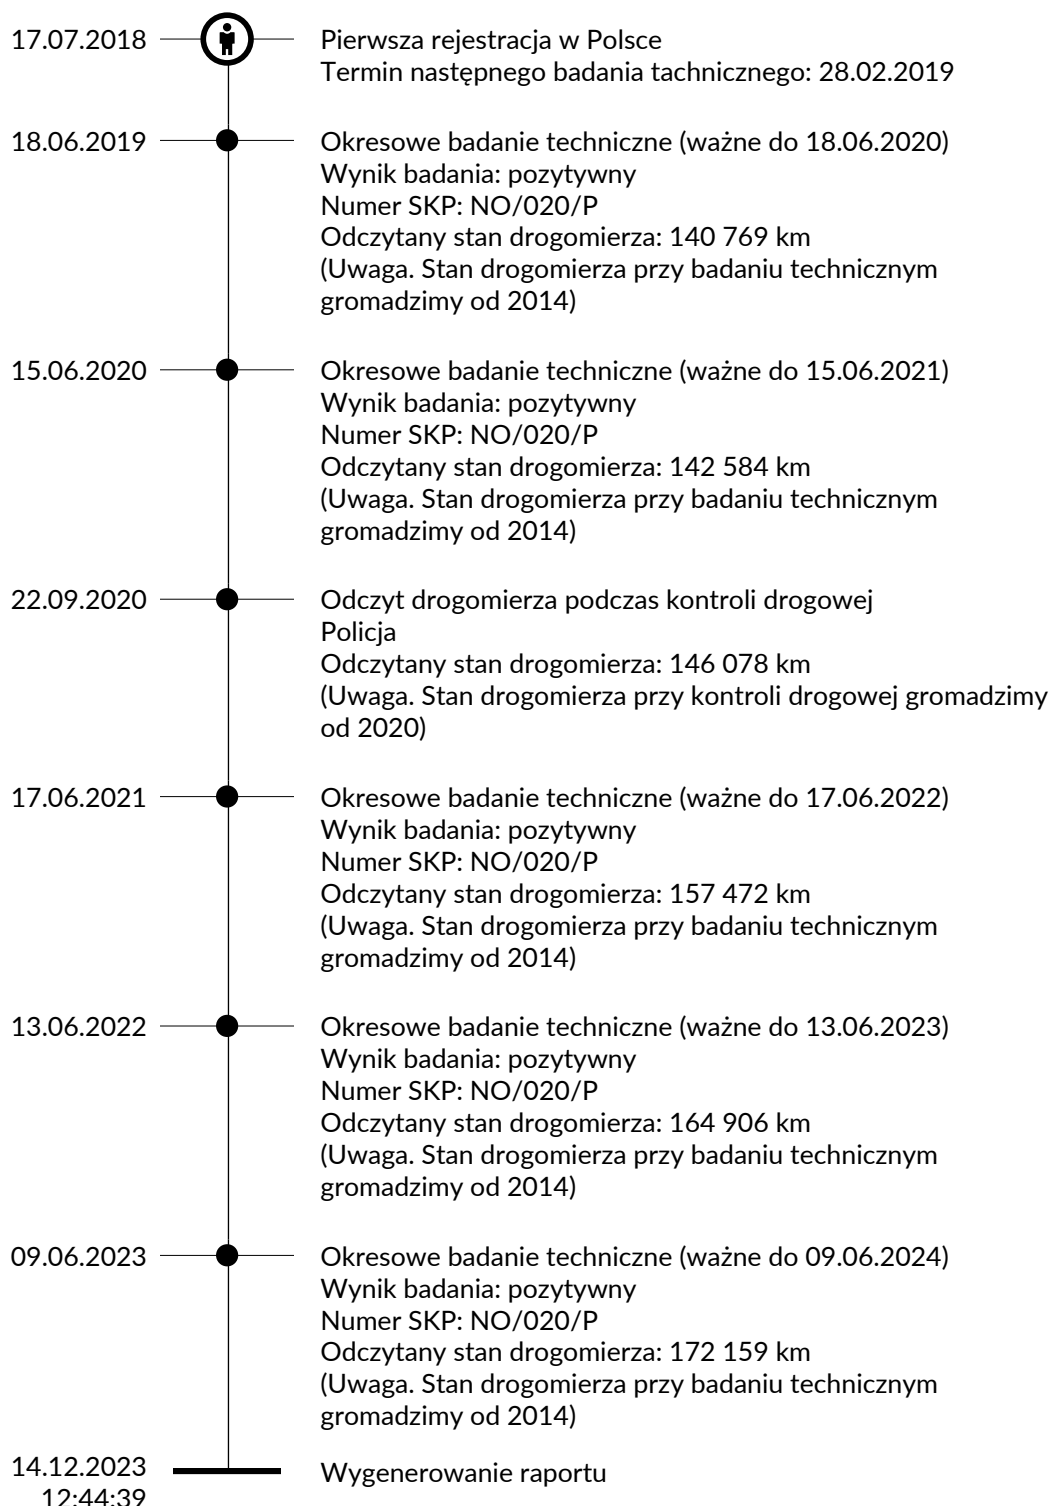 17.07.2018
Pierwsza rejestracja w Polsce
Termin następnego badania tachnicznego: 28.02.2019
18.06.2019
Okresowe badanie techniczne (ważne do 18.06.2020)
Wynik badania: pozytywny
Numer SKP: NO/020/P
Odczytany stan drogomierza: 140 769 km
(Uwaga. Stan drogomierza przy badaniu technicznym
gromadzimy od 2014)
15.06.2020
Okresowe badanie techniczne (ważne do 15.06.2021)
Wynik badania: pozytywny
Numer SKP: NO/020/P
Odczytany stan drogomierza: 142 584 km
(Uwaga. Stan drogomierza przy badaniu technicznym
gromadzimy od 2014)
22.09.2020
Odczyt drogomierza podczas kontroli drogowej
Policja
Odczytany stan drogomierza: 146 078 km
(Uwaga. Stan drogomierza przy kontroli drogowej gromadzimy
od 2020)
17.06.2021
Okresowe badanie techniczne (ważne do 17.06.2022)
Wynik badania: pozytywny
Numer SKP: NO/020/P
Odczytany stan drogomierza: 157 472 km
(Uwaga. Stan drogomierza przy badaniu technicznym
gromadzimy od 2014)
13.06.2022
Okresowe badanie techniczne (ważne do 13.06.2023)
Wynik badania: pozytywny
Numer SKP: NO/020/P
Odczytany stan drogomierza: 164 906 km
(Uwaga. Stan drogomierza przy badaniu technicznym
gromadzimy od 2014)
09.06.2023
Okresowe badanie techniczne (ważne do 09.06.2024)
Wynik badania: pozytywny
Numer SKP: NO/020/P
Odczytany stan drogomierza: 172 159 km
(Uwaga. Stan drogomierza przy badaniu technicznym
gromadzimy od 2014)
14.12.2023
12:44:39
Wygenerowanie raportu